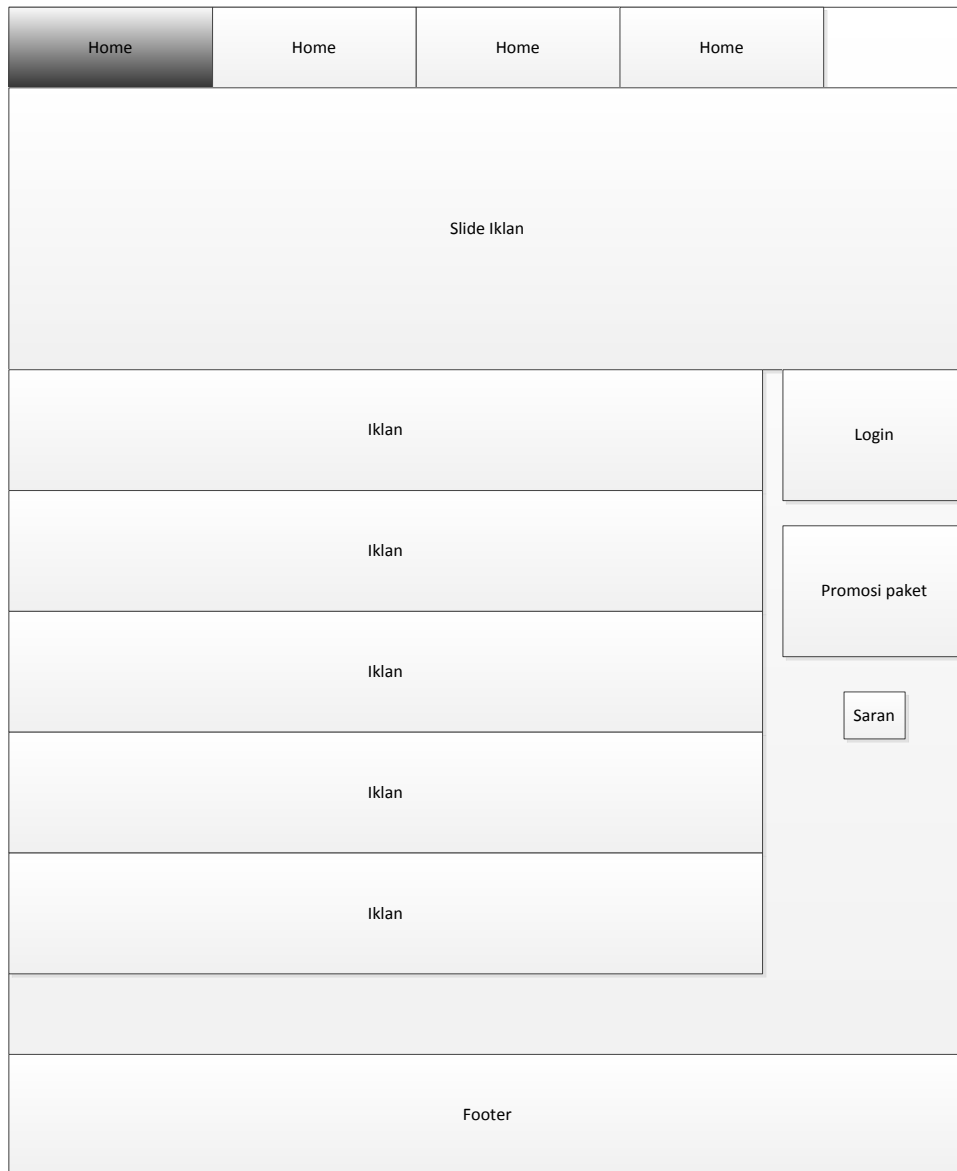 Home
Home
Home
Home
Slide Iklan
Iklan
Login
Iklan
Promosi paket
Iklan
Saran
Iklan
Iklan
Footer